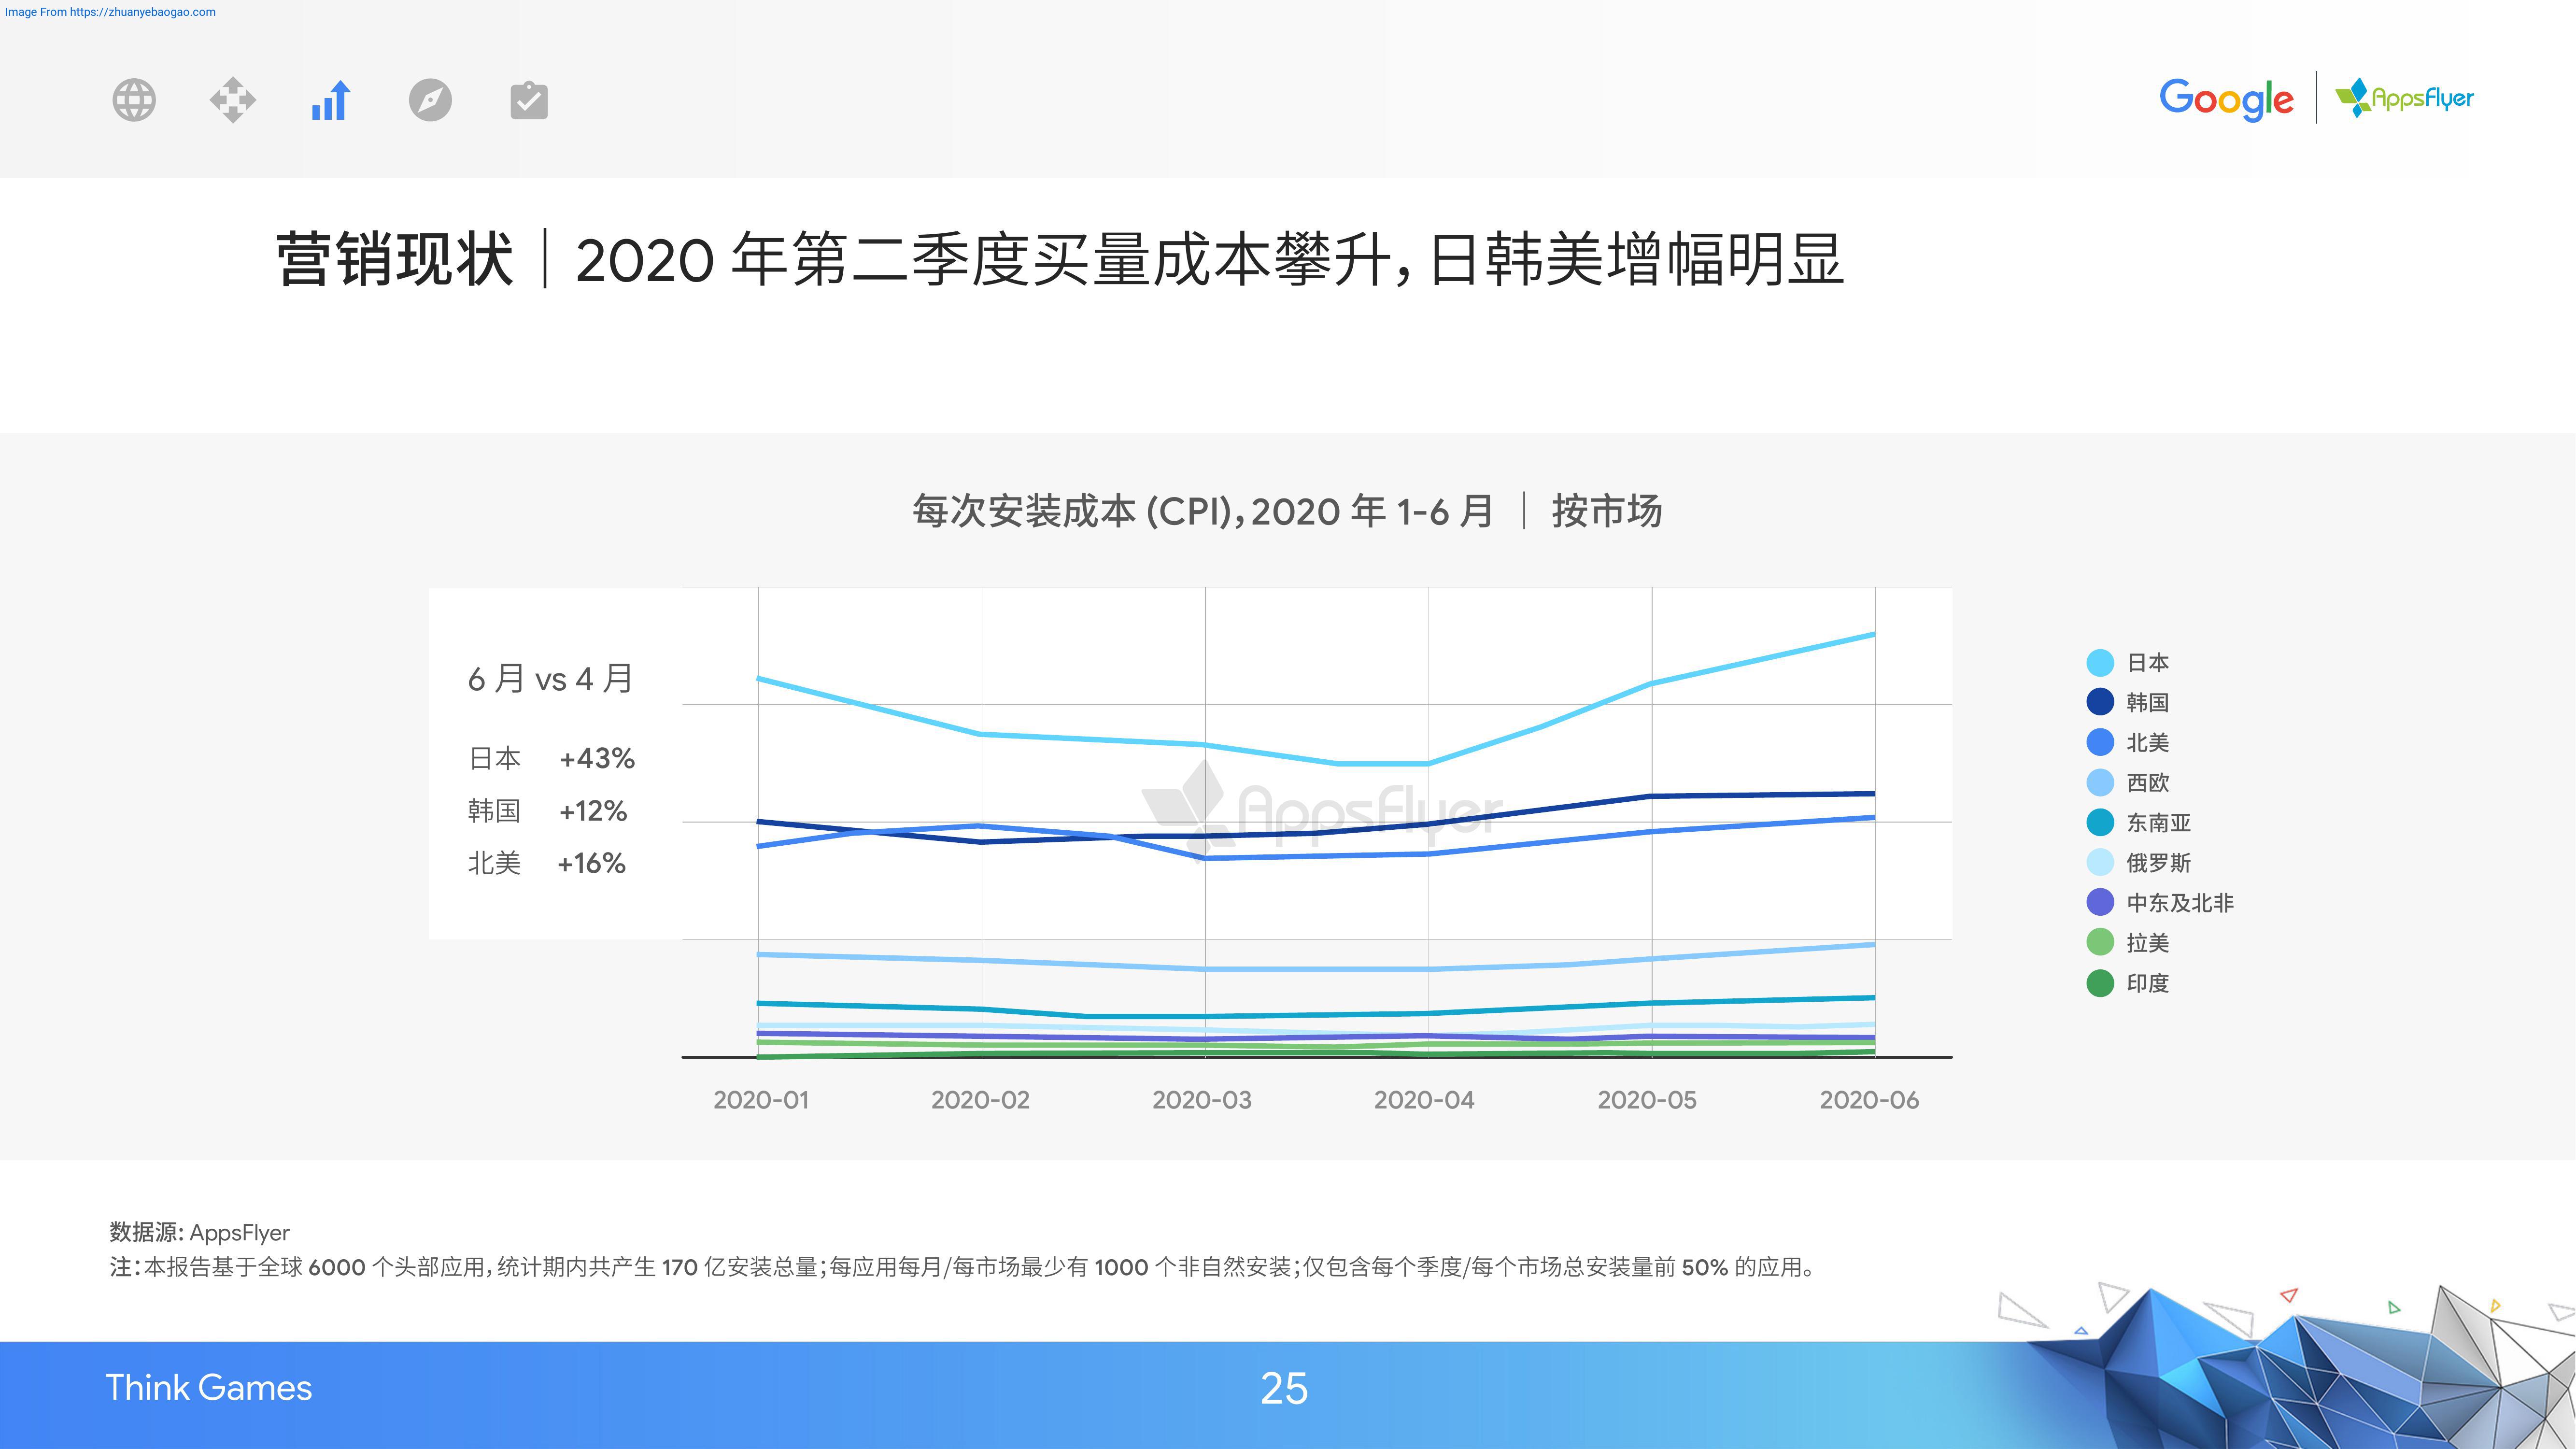 Image From https://zhuanyebaogao.com
Google | AppsFlyer
营销现状｜2020 年第二季度买量成本攀升，日韩美增幅明显
每次安装成本 (CPI)，2020 年 1-6 月 ｜ 按市场
6 月 vs 4 月
日本 +43%
韩国 +12%
北美 +16%
AppsFlyer
日本
韩国
北美
西欧
东南亚
俄罗斯
中东及北非
拉美
印度
2020-01 2020-02 2020-03 2020-04 2020-05 2020-06
数据源: AppsFlyer
注：本报告基于全球 6000 个头部应用，统计期内共产生 170 亿安装总量；每应用每月/每市场最少有 1000 个非自然安装；仅包含每个季度/每个市场总安装量前 50% 的应用。
Think Games
25